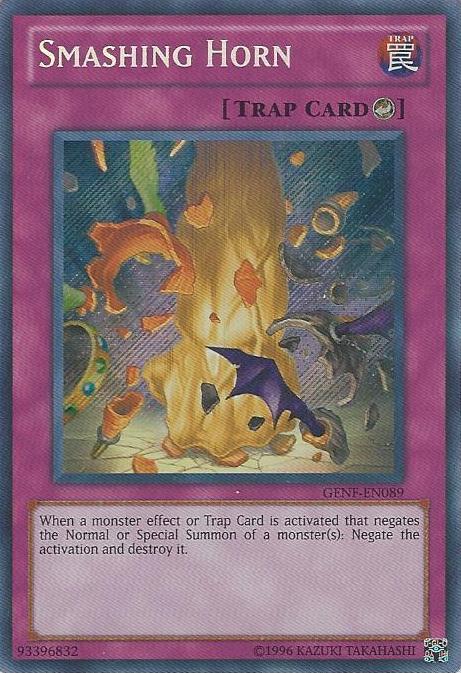 SMASHING HORN
TRAP
罠
[TRAP CARD]
GENF-EN089
When a monster effect or Trap Card is activated that negates
the Normal or Special Summon of a monster(s): Negate the
activation and destroy it.
93396832
©1996 KAZUKI TAKAHASHI